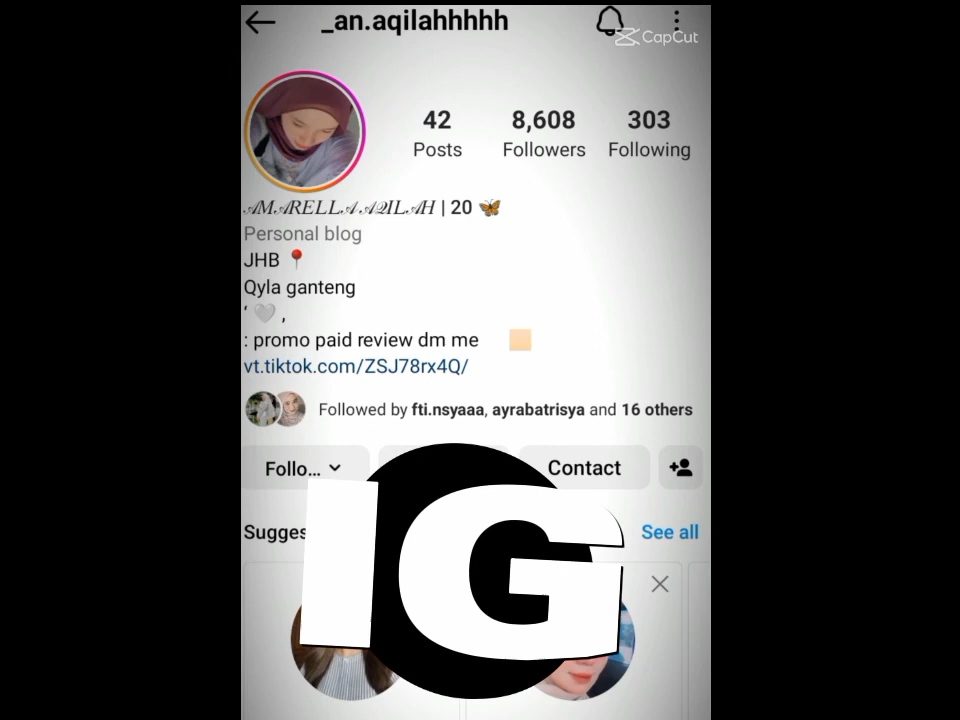 _an.aqilahhhhh
CapCut
42 8,608 303
Posts Followers Following
𝒜MARELLA AQILAH | 20 🦋
Personal blog
JHB 📍
Qyla ganteng
‘ 🤍 ,
: promo paid review dm me 🏻
vt.tiktok.com/ZSJ78rx4Q/
Followed by fti.nsyaaa, ayrabatrisya and 16 others
Follo... Contact
See all
IG